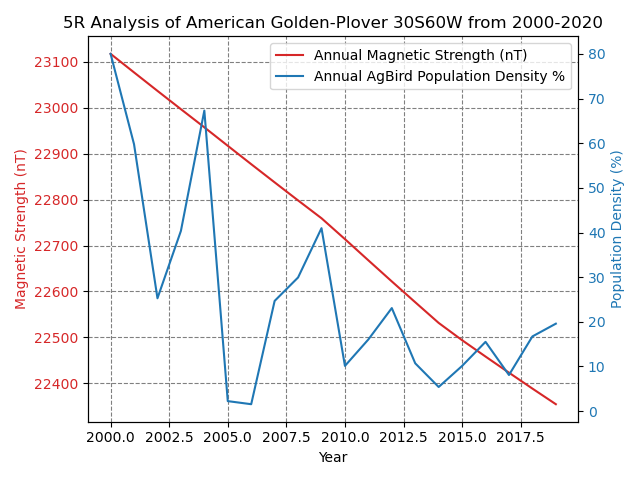 5R Analysis of American Golden-Plover 30S60W from 2000-2020
Annual Magnetic Strength (nT)
Annual AgBird Population Density %
Magnetic Strength (nT)
23100
23000
22900
22800
22700
22600
22500
22400
80
70
60
50
40
30
20
10
0
Population Density (%)
2000.0 2002.5 2005.0 2007.5 2010.0 2012.5 2015.0 2017.5
Year